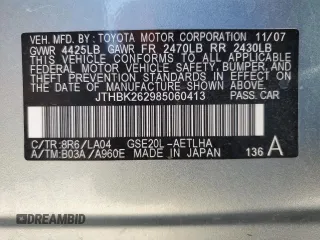 VEH. MFD. BY: TOYOTA MOTOR CORPORATION 11/07
GVWR 4425LB GAWR FR 2470LB RR 2430LB
THIS VEHICLE CONFORMS TO ALL APPLICABLE
FEDERAL MOTOR VEHICLE SAFETY, BUMPER, AND
THEFT PREVENTION STANDARDS IN EFFECT ON
THE DATE OF MANUFACTURE SHOWN ABOVE.
JTHBK262985060413 PASS. CAR
C/TR: 8R6/LA04 GSE20L-AETLHA
A/TM: B03A/A960E MADE IN JAPAN 136 A
© DREAMBID